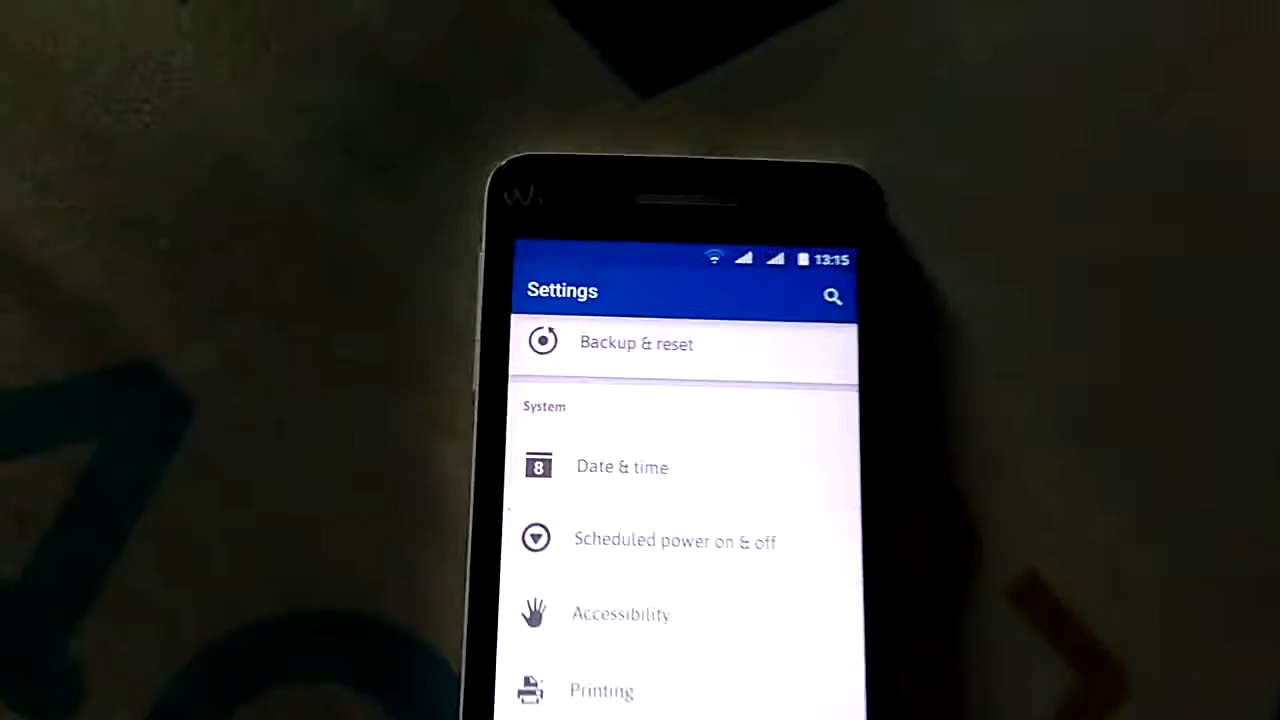 13:15
Settings
Backup & reset
System
8
Date & time
Scheduled power on & off
Accessibility
Printing